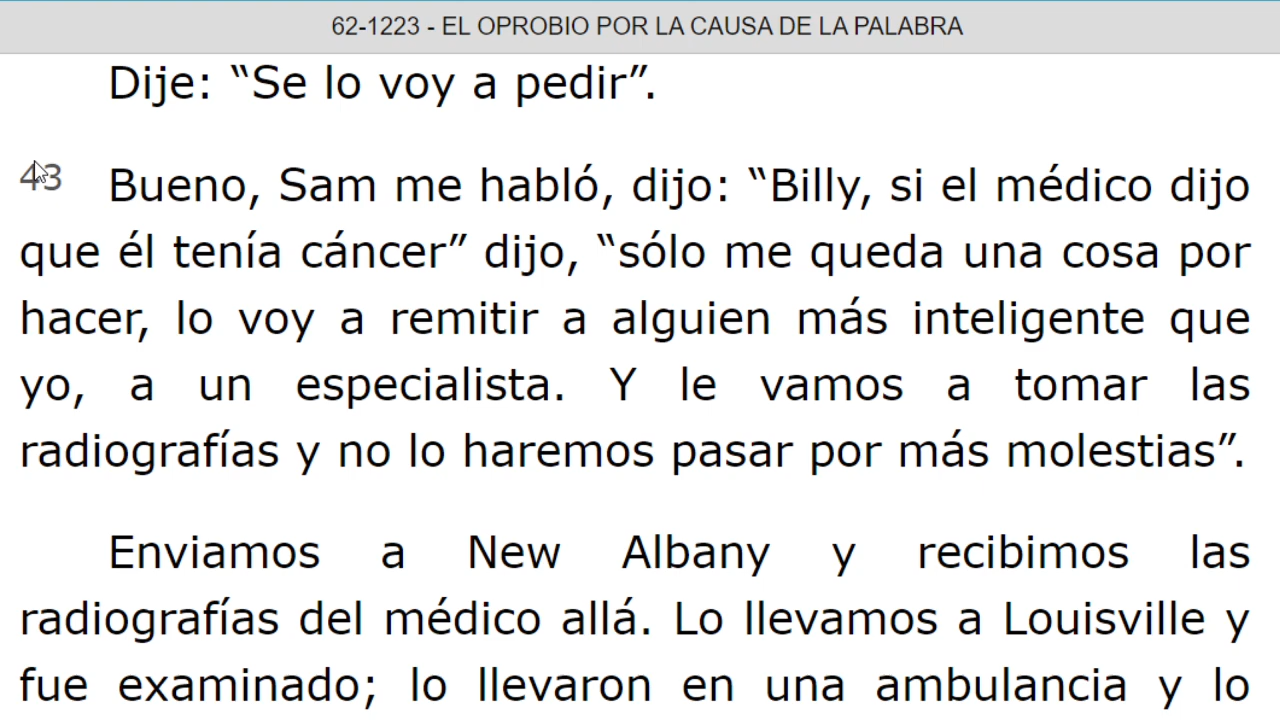 62-1223 - EL OPROBIO POR LA CAUSA DE LA PALABRA
Dije: “Se lo voy a pedir”.
43 Bueno, Sam me habló, dijo: “Billy, si el médico dijo
que él tenía cáncer” dijo, “sólo me queda una cosa por
hacer, lo voy a remitir a alguien más inteligente que
yo, a un especialista. Y le vamos a tomar las
radiografías y no lo haremos pasar por más molestias”.
Enviamos a New Albany y recibimos las
radiografías del médico allá. Lo llevamos a Louisville y
fue examinado; lo llevaron en una ambulancia y lo